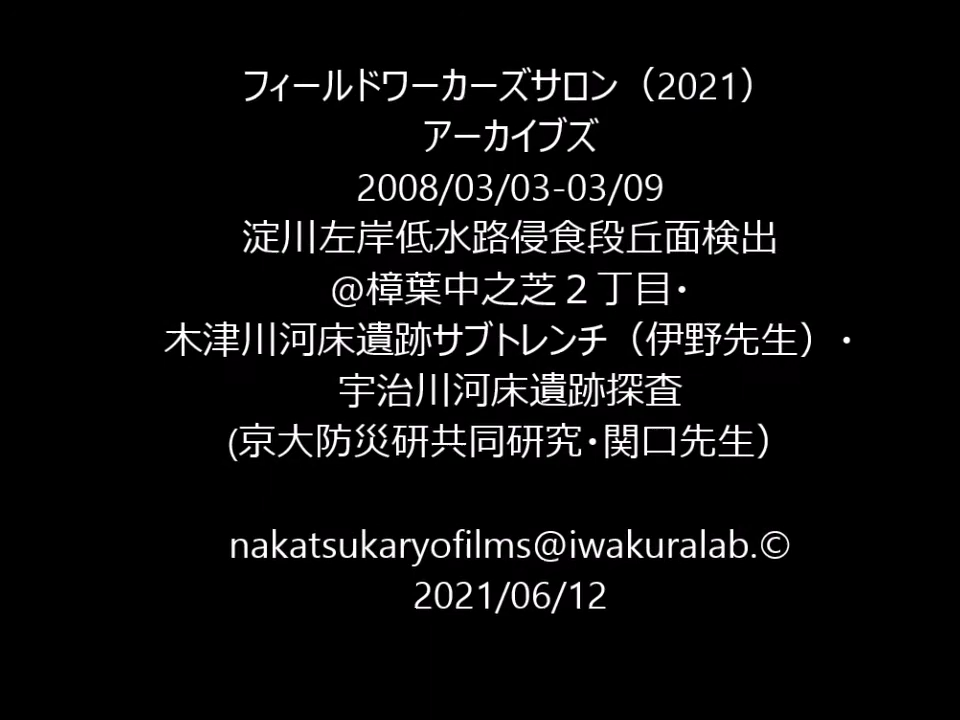 フィールドワーカーズサロン（2021）
アーカイブズ
2008/03/03-03/09
淀川左岸低水路侵食段丘面検出
@樟葉中之芝２丁目・
木津川河床遺跡サブトレンチ（伊野先生）・
宇治川河床遺跡探査
(京大防災研共同研究・関口先生）
nakatsukaryofilms@iwakuralab.©
2021/06/12